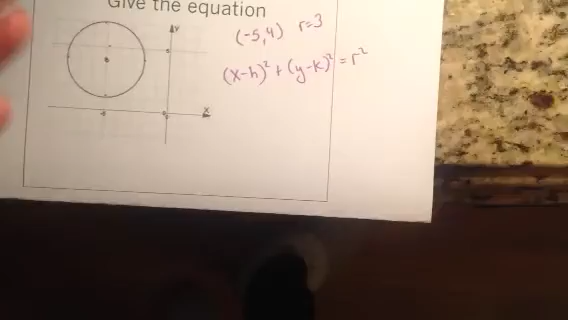 Give the equation
(-5,4) r=3
(x-h)² + (y-k)² = r²
y
x